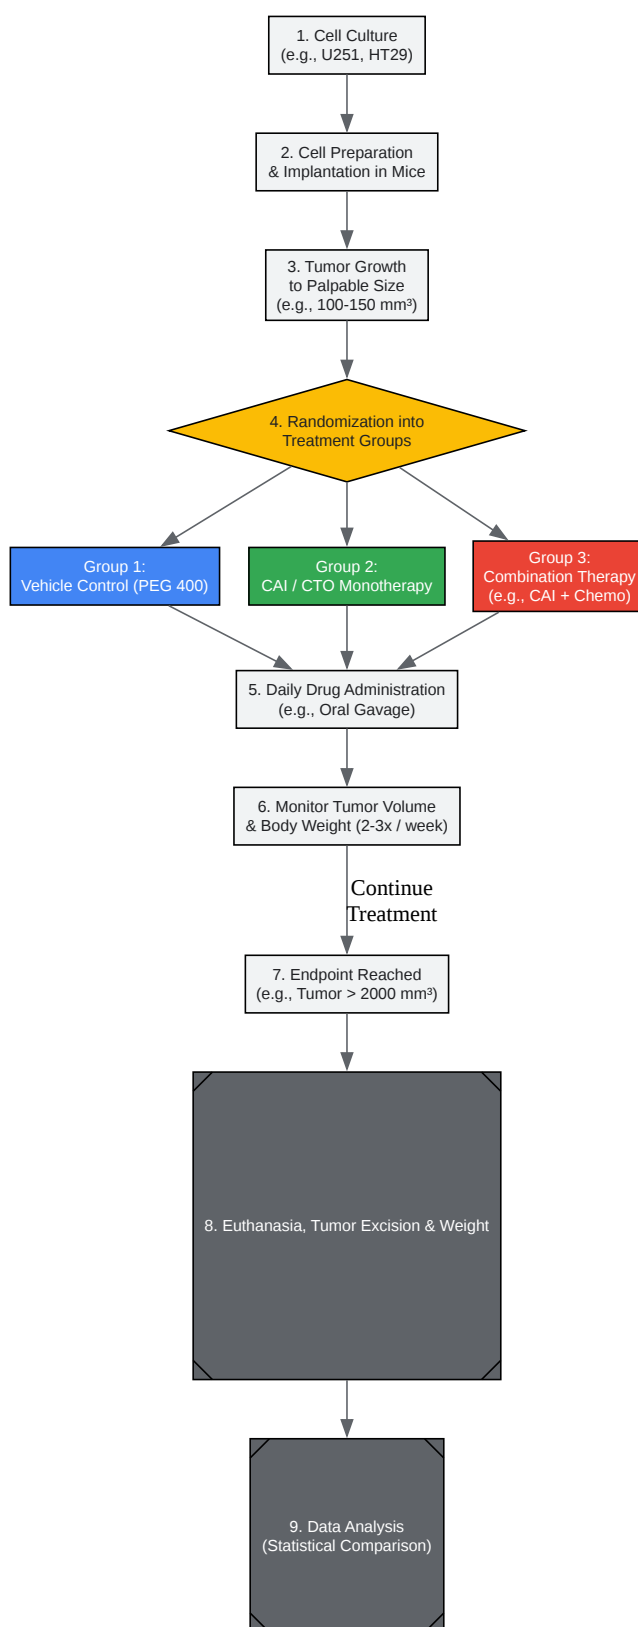 1. Cell Culture
(e.g., U251, HT29)
2. Cell Preparation
& Implantation in Mice
3. Tumor Growth
to Palpable Size
(e.g., 100-150 mm³)
4. Randomization into
Treatment Groups
Group 1:
Vehicle Control (PEG 400)
Group 2:
CAI / CTO Monotherapy
Group 3:
Combination Therapy
(e.g., CAI + Chemo)
5. Daily Drug Administration
(e.g., Oral Gavage)
6. Monitor Tumor Volume
& Body Weight (2-3x / week)
Continue
Treatment
7. Endpoint Reached
(e.g., Tumor > 2000 mm³)
8. Euthanasia, Tumor Excision & Weight
9. Data Analysis
(Statistical Comparison)